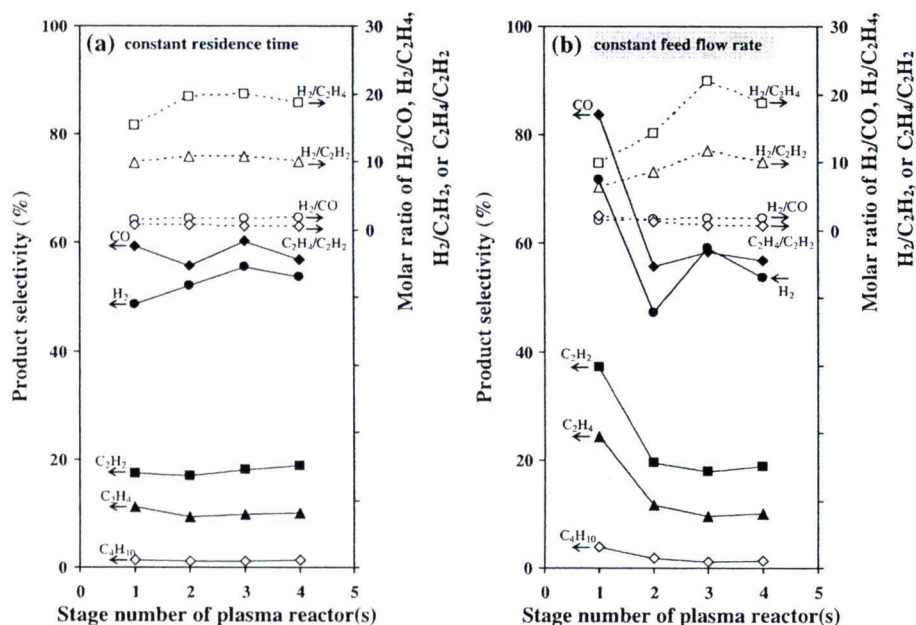 (a) constant residence time
H2/C2H4
H2/C2H2
H2/CO
C2H4/C2H2
CO
H2
C2H2
C2H4
C4H10
100
80
60
40
20
0
30
20
10
0
0 1 2 3 4 5
Product selectivity (%)
Molar ratio of H2/CO, H2/C2H4,
H2/C2H2, or C2H4/C2H2
Stage number of plasma reactor(s)
(b) constant feed flow rate
CO
H2/C2H4
H2/C2H2
H2/CO
C2H4/C2H2
H2
C2H2
C2H4
C4H10
100
80
60
40
20
0
30
20
10
0
0 1 2 3 4 5
Product selectivity (%)
Molar ratio of H2/CO, H2/C2H4,
H2/C2H2, or C2H4/C2H2
Stage number of plasma reactor(s)